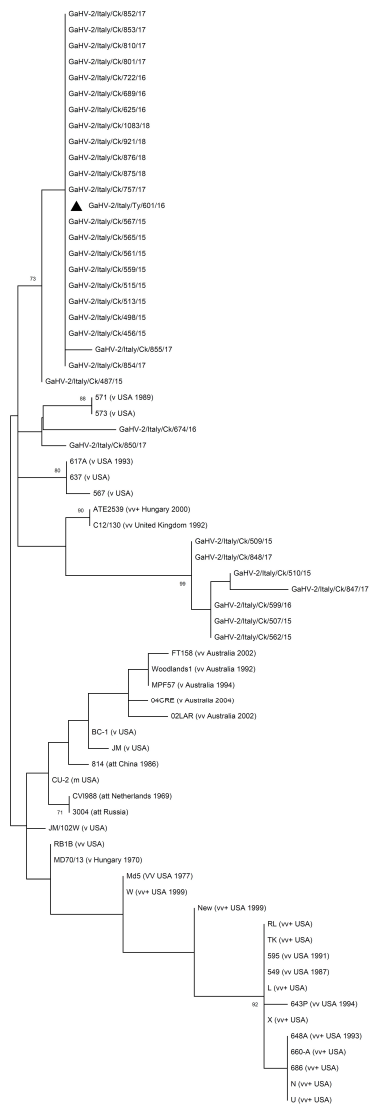 GaHV-2/Italy/Ck/852/17
GaHV-2/Italy/Ck/853/17
GaHV-2/Italy/Ck/810/17
GaHV-2/Italy/Ck/801/17
GaHV-2/Italy/Ck/722/16
GaHV-2/Italy/Ck/689/16
GaHV-2/Italy/Ck/625/16
GaHV-2/Italy/Ck/1083/18
GaHV-2/Italy/Ck/921/18
GaHV-2/Italy/Ck/876/18
GaHV-2/Italy/Ck/875/18
GaHV-2/Italy/Ck/757/17
GaHV-2/Italy/Ty/601/16
GaHV-2/Italy/Ck/567/15
GaHV-2/Italy/Ck/565/15
GaHV-2/Italy/Ck/561/15
GaHV-2/Italy/Ck/559/15
73
GaHV-2/Italy/Ck/515/15
GaHV-2/Italy/Ck/513/15
GaHV-2/Italy/Ck/498/15
GaHV-2/Italy/Ck/456/15
GaHV-2/Italy/Ck/855/17
GaHV-2/Italy/Ck/854/17
GaHV-2/Italy/Ck/487/15
88
571 (v USA 1989)
573 (v USA)
GaHV-2/Italy/Ck/674/16
GaHV-2/Italy/Ck/850/17
617A (v USA 1993)
80
637 (v USA)
567 (v USA)
90
ATE2539 (vv+ Hungary 2000)
C12/130 (vv United Kingdom 1992)
GaHV-2/Italy/Ck/509/15
GaHV-2/Italy/Ck/848/17
GaHV-2/Italy/Ck/510/15
99
GaHV-2/Italy/Ck/847/17
GaHV-2/Italy/Ck/599/16
GaHV-2/Italy/Ck/507/15
GaHV-2/Italy/Ck/562/15
FT158 (vv Australia 2002)
Woodlands1 (vv Australia 1992)
MPF57 (v Australia 1994)
04CRE (v Australia 2004)
02LAR (vv Australia 2002)
BC-1 (v USA)
JM (v USA)
814 (att China 1986)
CU-2 (m USA)
CVI988 (att Netherlands 1969)
71
3004 (att Russia)
JM/102W (v USA)
RB1B (vv USA)
MD70/13 (v Hungary 1970)
Md5 (VV USA 1977)
W (vv+ USA 1999)
New (vv+ USA 1999)
RL (vv+ USA)
TK (vv+ USA)
595 (vv USA 1991)
549 (vv USA 1987)
L (vv+ USA)
92
643P (vv USA 1994)
X (vv+ USA)
648A (vv+ USA 1993)
660-A (vv+ USA)
686 (vv+ USA)
N (vv+ USA)
U (vv+ USA)